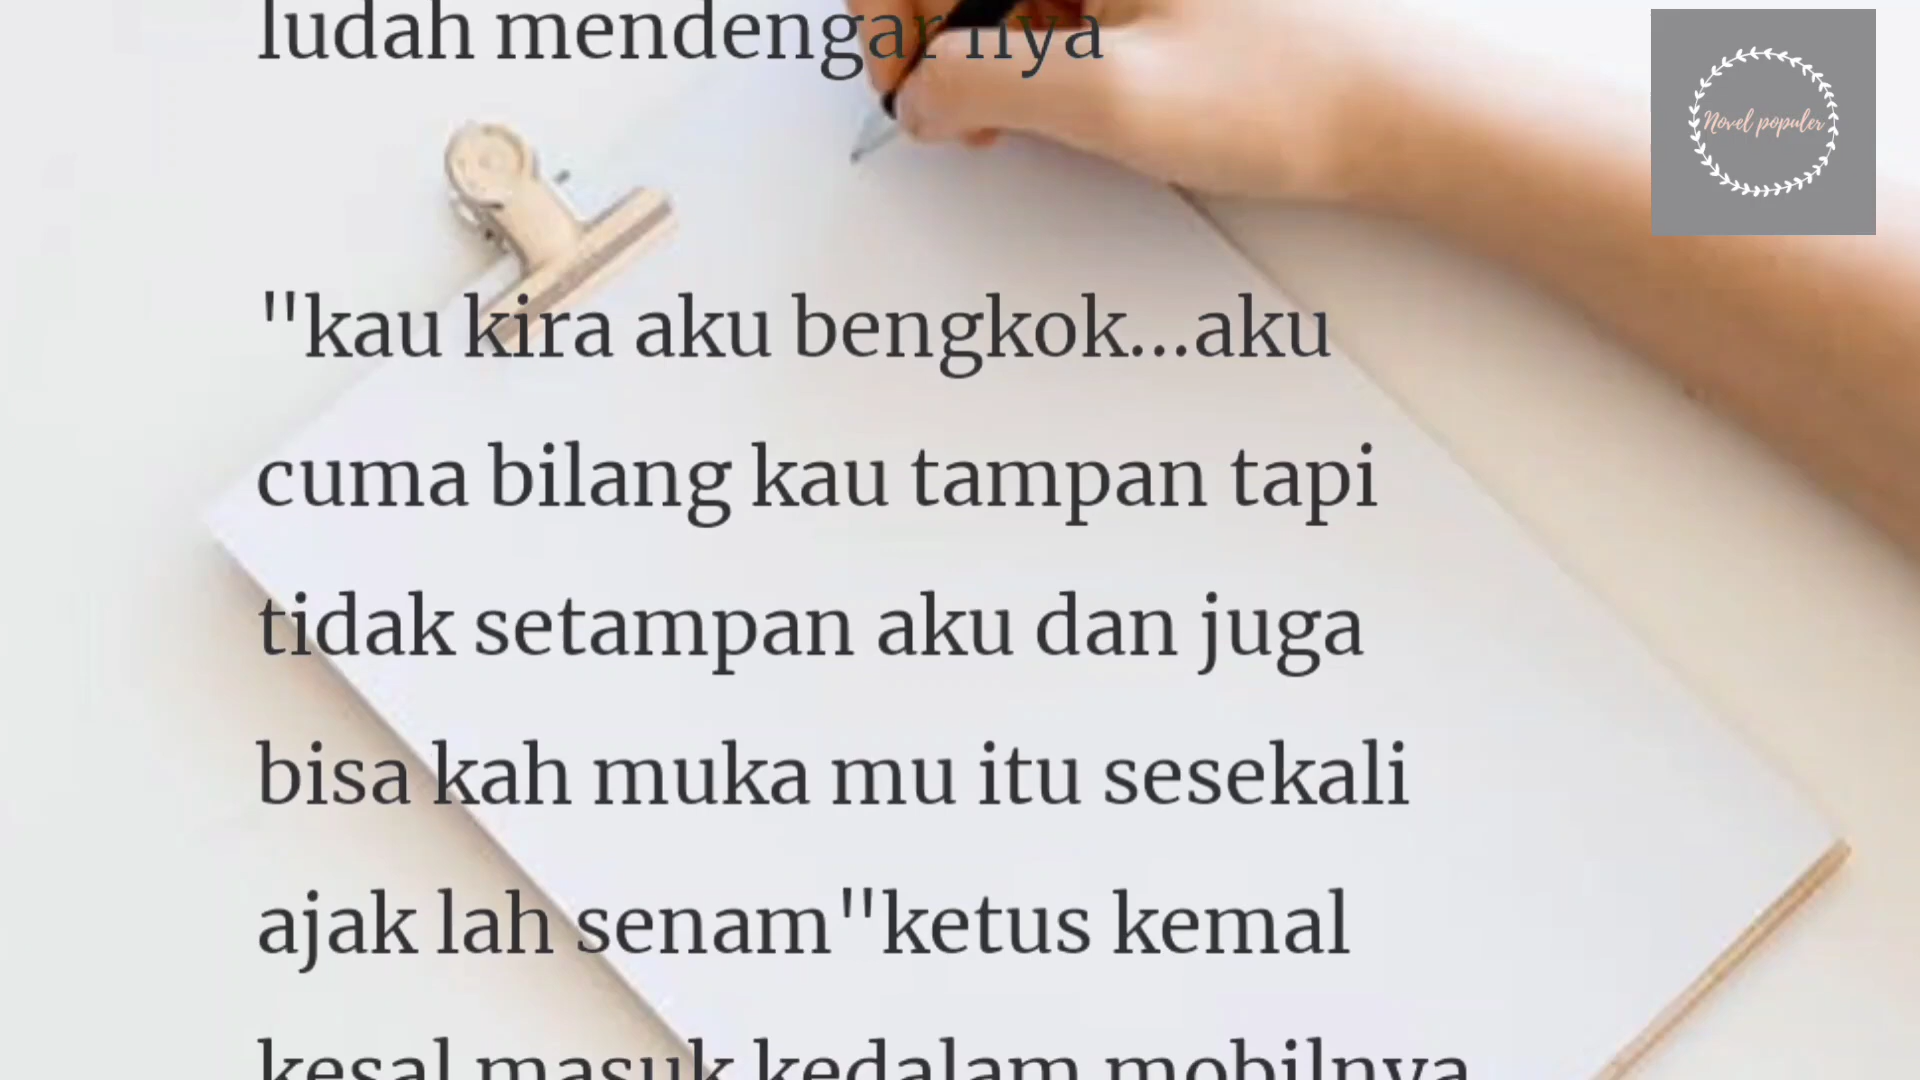 ludah mendengar nya
Novel populer
"kau kira aku bengkok...aku
cuma bilang kau tampan tapi
tidak setampan aku dan juga
bisa kah muka mu itu sesekali
ajak lah senam"ketus kemal
kesal masuk kedalam mobilnya